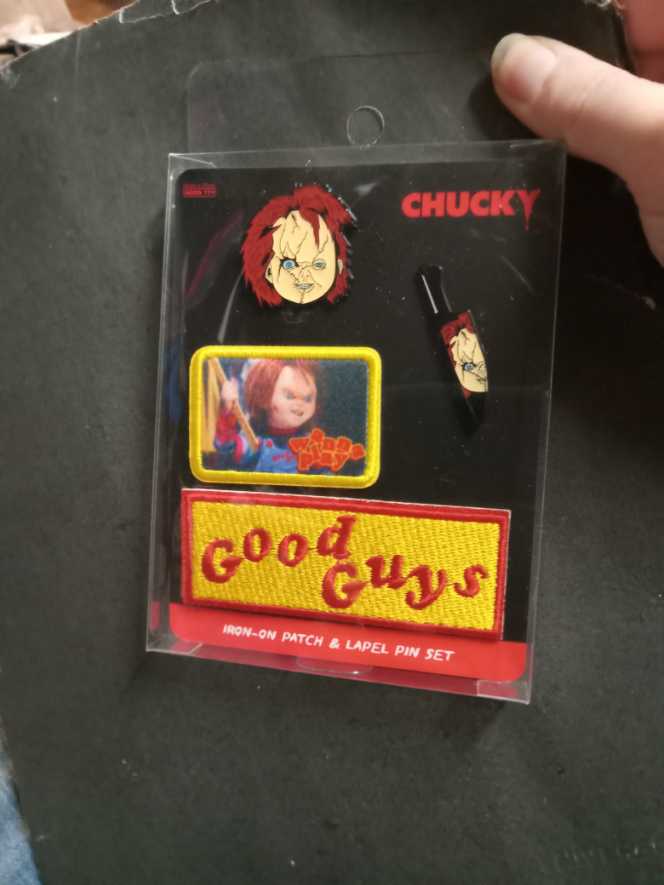 CHUCKY
wanna
play
Good
Guys
IRON-ON PATCH & LAPEL PIN SET